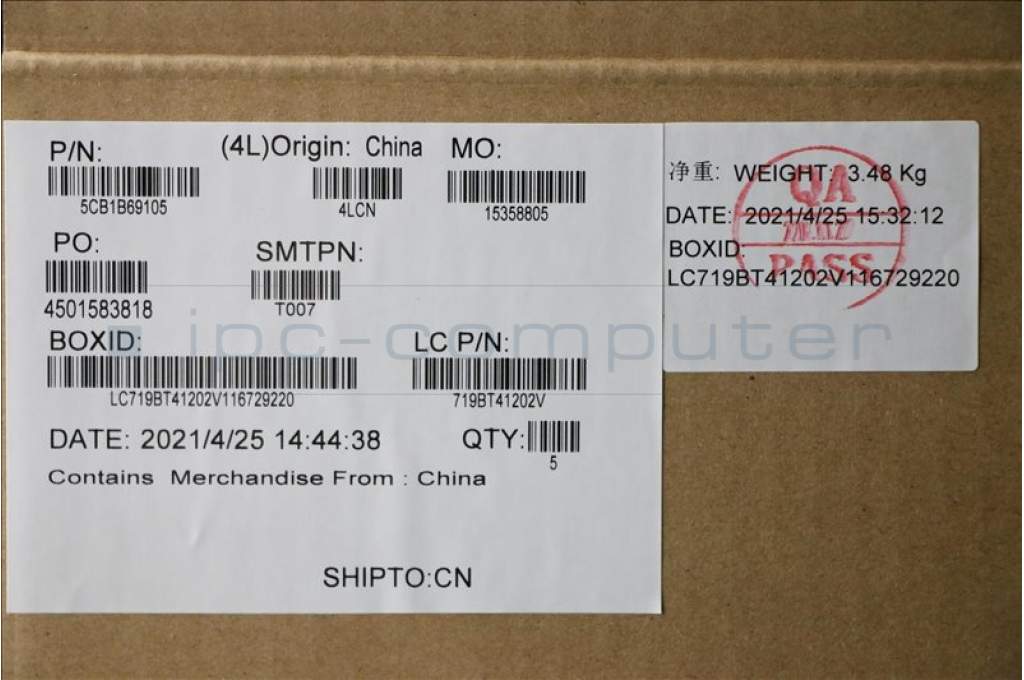 P/N: (4L)Origin: China MO:
5CB1B69105 4LCN 15358805
PO: SMTPN:
4501583818 T007
BOXID: LC P/N:
LC719BT41202V116729220 719BT41202V
DATE: 2021/4/25 14:44:38 QTY:
5
Contains Merchandise From : China
SHIPTO:CN
净重: WEIGHT: 3.48 Kg
DATE: 2021/4/25 15:32:12
BOXID:
LC719BT41202V116729220
QA
PASS
ipc-computer